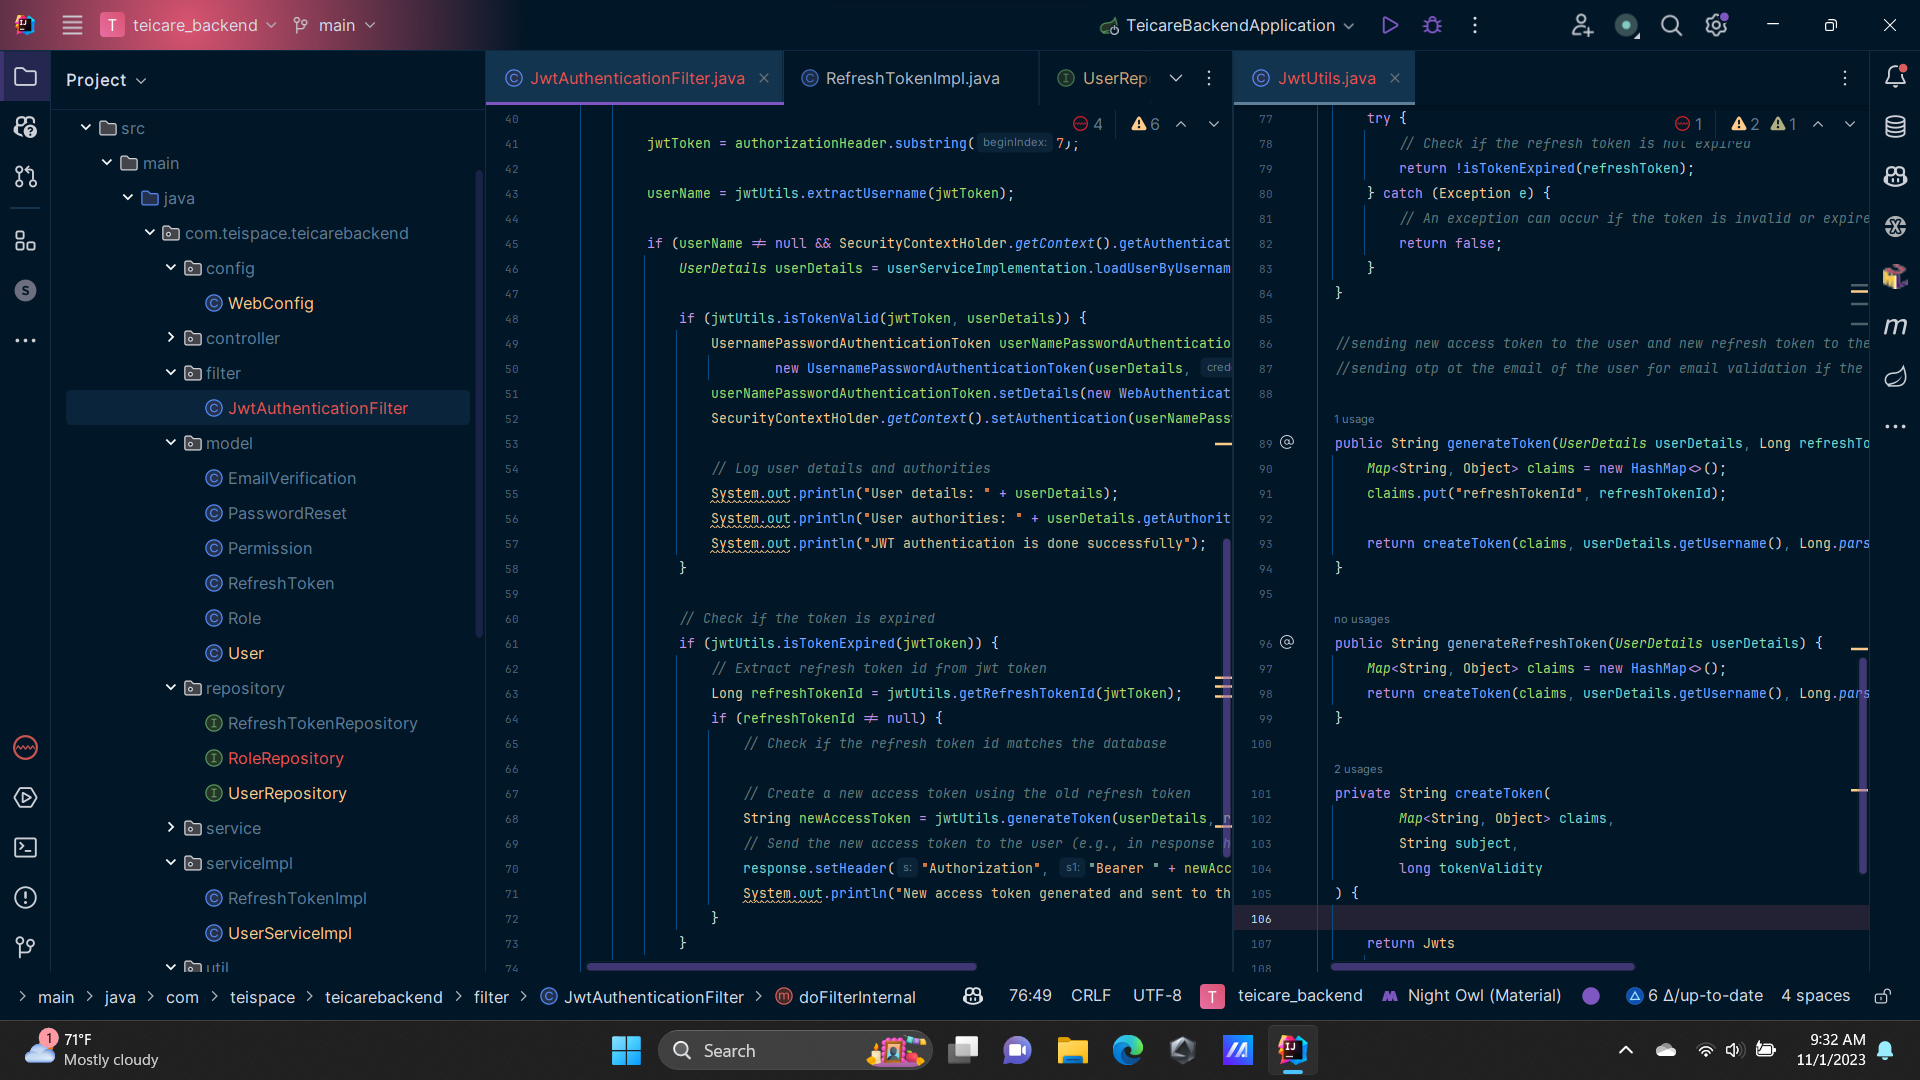 T teicare_backend main TeicareBackendApplication
Project
src
main
java
com.teispace.teicarebackend
config
WebConfig
controller
filter
JwtAuthenticationFilter
model
EmailVerification
PasswordReset
Permission
RefreshToken
Role
User
repository
RefreshTokenRepository
RoleRepository
UserRepository
service
serviceImpl
RefreshTokenImpl
UserServiceImpl
util
JwtAuthenticationFilter.java RefreshTokenImpl.java UserRep
4 6
40
41 jwtToken = authorizationHeader.substring( beginIndex: 7);
42
43 userName = jwtUtils.extractUsername(jwtToken);
44
45 if (userName != null && SecurityContextHolder.getContext().getAuthenticat
46 UserDetails userDetails = userServiceImplementation.loadUserByUsernam
47
48 if (jwtUtils.isTokenValid(jwtToken, userDetails)) {
49 UsernamePasswordAuthenticationToken userNamePasswordAuthenticatio
50 new UsernamePasswordAuthenticationToken(userDetails, cred
51 userNamePasswordAuthenticationToken.setDetails(new WebAuthenticat
52 SecurityContextHolder.getContext().setAuthentication(userNamePass
53
54 // Log user details and authorities
55 System.out.println("User details: " + userDetails);
56 System.out.println("User authorities: " + userDetails.getAuthorit
57 System.out.println("JWT authentication is done successfully");
58 }
59
60 // Check if the token is expired
61 if (jwtUtils.isTokenExpired(jwtToken)) {
62 // Extract refresh token id from jwt token
63 Long refreshTokenId = jwtUtils.getRefreshTokenId(jwtToken);
64 if (refreshTokenId != null) {
65 // Check if the refresh token id matches the database
66
67 // Create a new access token using the old refresh token
68 String newAccessToken = jwtUtils.generateToken(userDetails, r
69 // Send the new access token to the user (e.g., in response h
70 response.setHeader( s: "Authorization", s1: "Bearer " + newAcc
71 System.out.println("New access token generated and sent to th
72 }
73 }
74
JwtUtils.java
1 2 1
77 try {
78 // Check if the refresh token is not expired
79 return !isTokenExpired(refreshToken);
80 } catch (Exception e) {
81 // An exception can occur if the token is invalid or expire
82 return false;
83 }
84 }
85
86 //sending new access token to the user and new refresh token to the
87 //sending otp ot the email of the user for email validation if the
88
1 usage
89 public String generateToken(UserDetails userDetails, Long refreshTo
90 Map<String, Object> claims = new HashMap<>();
91 claims.put("refreshTokenId", refreshTokenId);
92
93 return createToken(claims, userDetails.getUsername(), Long.pars
94 }
95
no usages
96 public String generateRefreshToken(UserDetails userDetails) {
97 Map<String, Object> claims = new HashMap<>();
98 return createToken(claims, userDetails.getUsername(), Long.pars
99 }
100
2 usages
101 private String createToken(
102 Map<String, Object> claims,
103 String subject,
104 long tokenValidity
105 ) {
106
107 return Jwts
108
main java com teispace teicarebackend filter JwtAuthenticationFilter doFilterInternal 76:49 CRLF UTF-8 T teicare_backend Night Owl (Material) 6 Δ/up-to-date 4 spaces
1 71°F
Mostly cloudy
Search
9:32 AM
11/1/2023